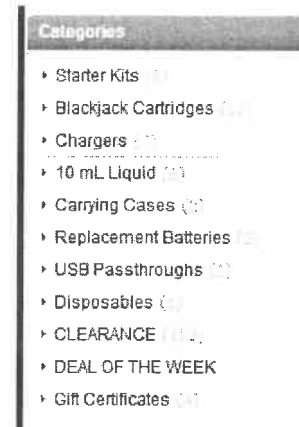 Categories
Starter Kits
Blackjack Cartridges
Chargers
10 mL Liquid
Carrying Cases
Replacement Batteries
USB Passthroughs
Disposables
CLEARANCE
DEAL OF THE WEEK
Gift Certificates